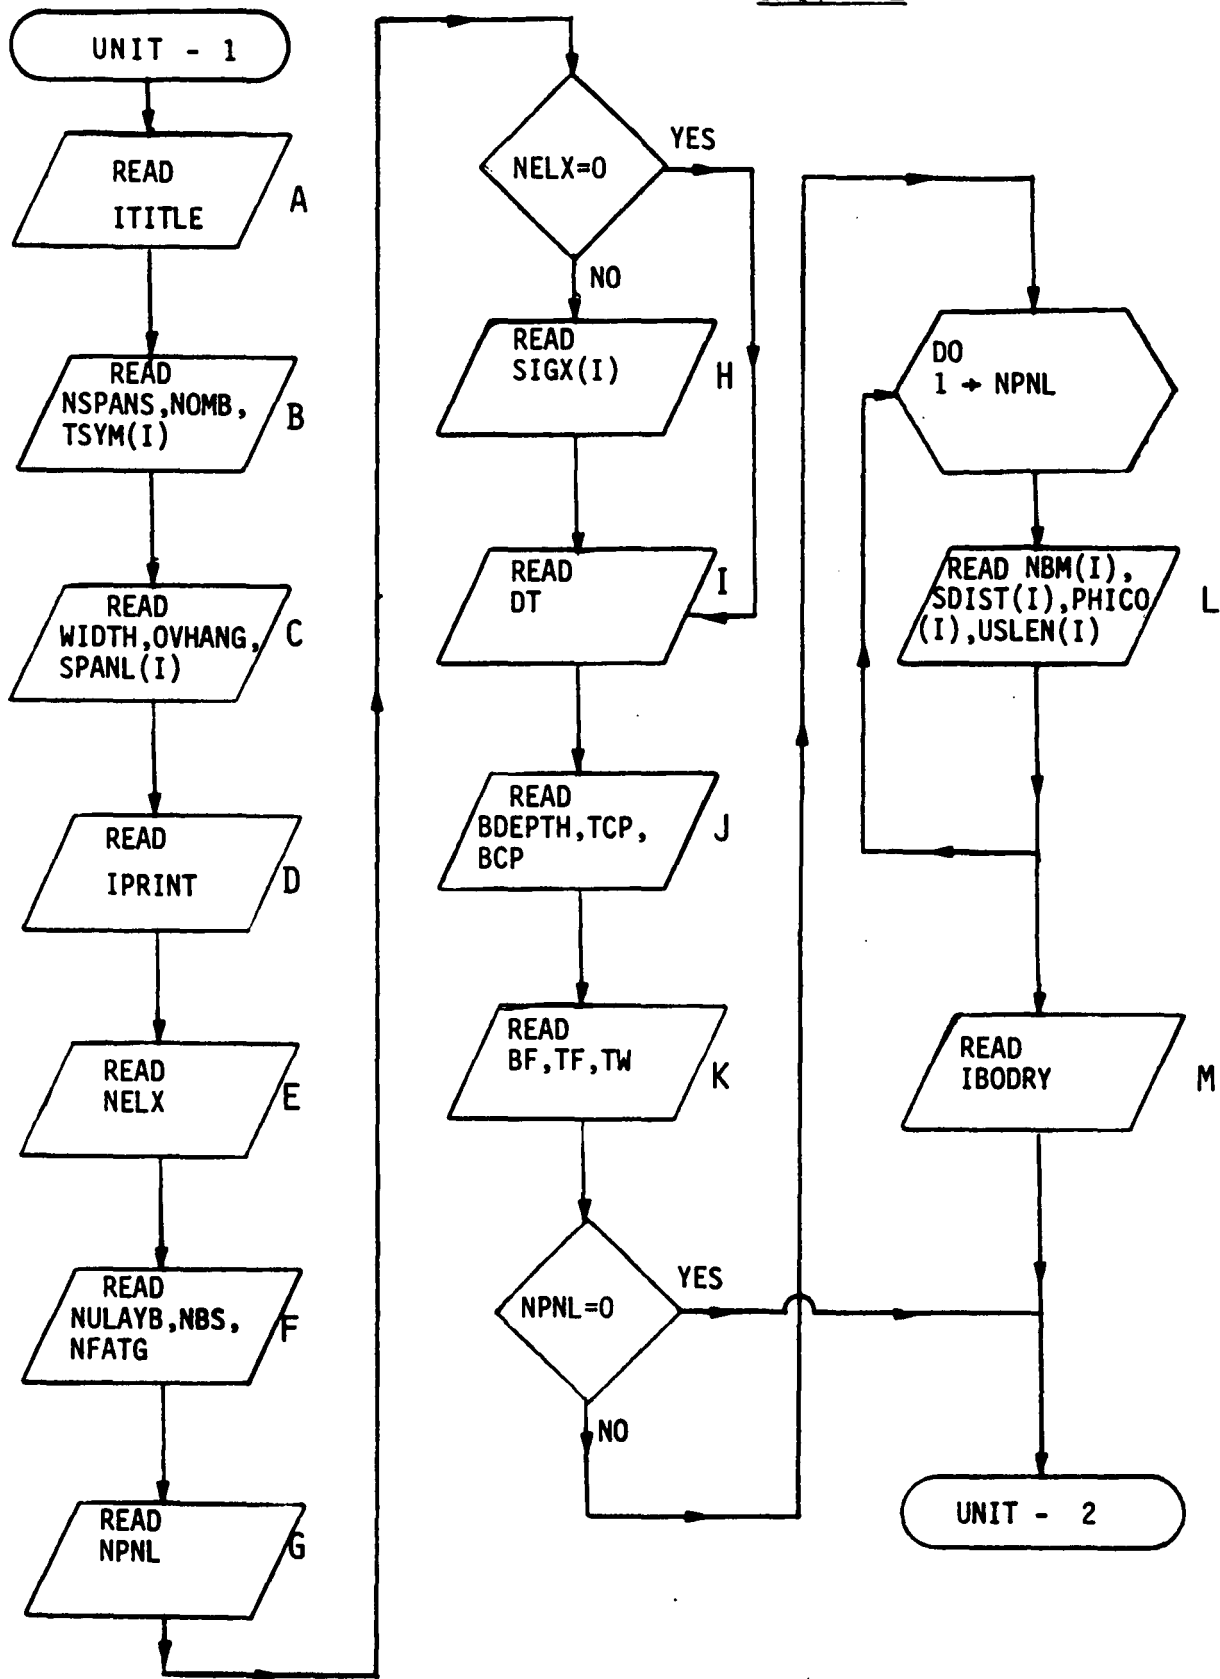 UNIT - 1
READ
ITITLE
A
READ
NSPANS,NOMB,
TSYM(I)
B
READ
WIDTH,OVHANG,
SPANL(I)
C
READ
IPRINT
D
READ
NELX
E
READ
NULAYB,NBS,
NFATG
F
READ
NPNL
G
NELX=0
YES
NO
READ
SIGX(I)
H
READ
DT
I
READ
BDEPTH,TCP,
BCP
J
READ
BF,TF,TW
K
NPNL=0
YES
NO
DO
1 → NPNL
READ NBM(I),
SDIST(I),PHICO
(I),USLEN(I)
L
READ
IBODRY
M
UNIT - 2